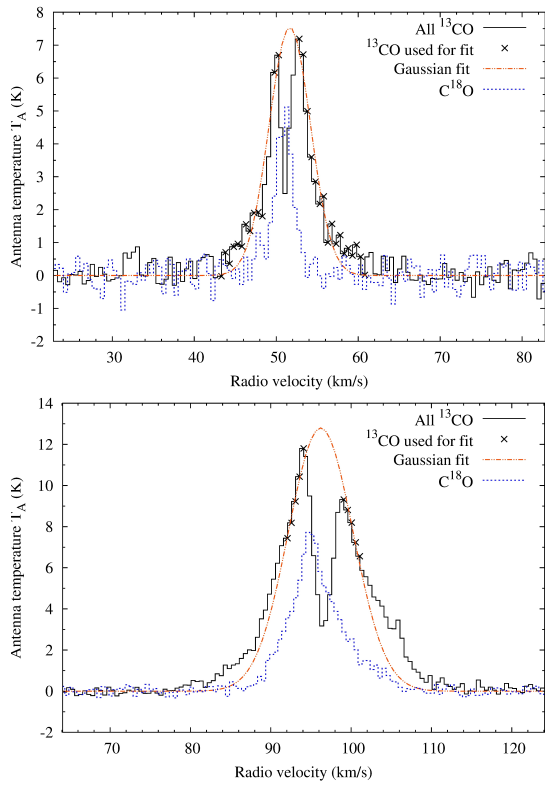 All ¹³CO
¹³CO used for fit
Gaussian fit
C¹⁸O
Antenna temperature T_A (K)
8
7
6
5
4
3
2
1
0
-1
-2
30 40 50 60 70 80
Radio velocity (km/s)
All ¹³CO
¹³CO used for fit
Gaussian fit
C¹⁸O
Antenna temperature T_A (K)
14
12
10
8
6
4
2
0
-2
70 80 90 100 110 120
Radio velocity (km/s)